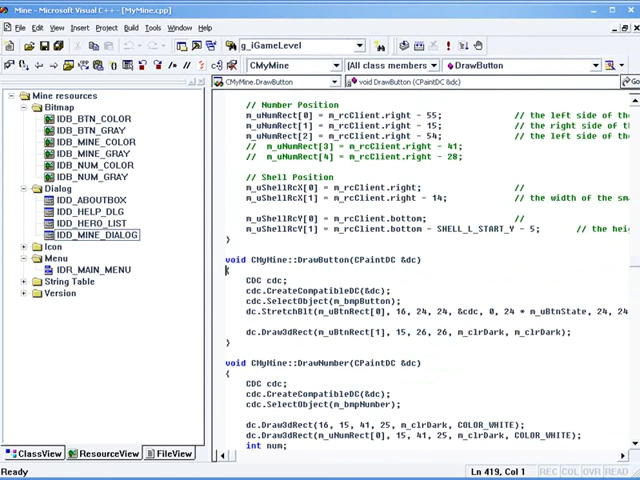 Mine - Microsoft Visual C++ - [MyMine.cpp]
File Edit View Insert Project Build Tools Window Help
g_iGameLevel
CMyMine [All class members] DrawButton
CMyMine.DrawButton void DrawButton (CPaintDC &dc) Go
Mine resources
Bitmap
IDB_BTN_COLOR
IDB_BTN_GRAY
IDB_MINE_COLOR
IDB_MINE_GRAY
IDB_NUM_COLOR
IDB_NUM_GRAY
Dialog
IDD_ABOUTBOX
IDD_HELP_DLG
IDD_HERO_LIST
IDD_MINE_DIALOG
Icon
Menu
IDR_MAIN_MENU
String Table
Version
ClassView ResourceView FileView
// Number Position
m_uNumRect[0] = m_rcClient.right - 55; // the left side of the
m_uNumRect[1] = m_rcClient.right - 15; // the right side of th
m_uNumRect[2] = m_rcClient.right - 54; // the left side of the
// m_uNumRect[3] = m_rcClient.right - 41;
// m_uNumRect[4] = m_rcClient.right - 28;
// Shell Position
m_uShellRcX[0] = m_rcClient.right; //
m_uShellRcX[1] = m_rcClient.right - 14; // the width of the sma
m_uShellRcY[0] = m_rcClient.bottom; //
m_uShellRcY[1] = m_rcClient.bottom - SHELL_L_START_Y - 5; // the hei
}
void CMyMine::DrawButton(CPaintDC &dc)
{
CDC cdc;
cdc.CreateCompatibleDC(&dc);
cdc.SelectObject(m_bmpButton);
dc.StretchBlt(m_uBtnRect[0], 16, 24, 24, &cdc, 0, 24 * m_uBtnState, 24, 24
dc.Draw3dRect(m_uBtnRect[1], 15, 26, 26, m_clrDark, m_clrDark);
}
void CMyMine::DrawNumber(CPaintDC &dc)
{
CDC cdc;
cdc.CreateCompatibleDC(&dc);
cdc.SelectObject(m_bmpNumber);
dc.Draw3dRect(16, 15, 41, 25, m_clrDark, COLOR_WHITE);
dc.Draw3dRect(m_uNumRect[0], 15, 41, 25, m_clrDark, COLOR_WHITE);
int num;
Ready Ln 419, Col 1 REC COL OVR READ